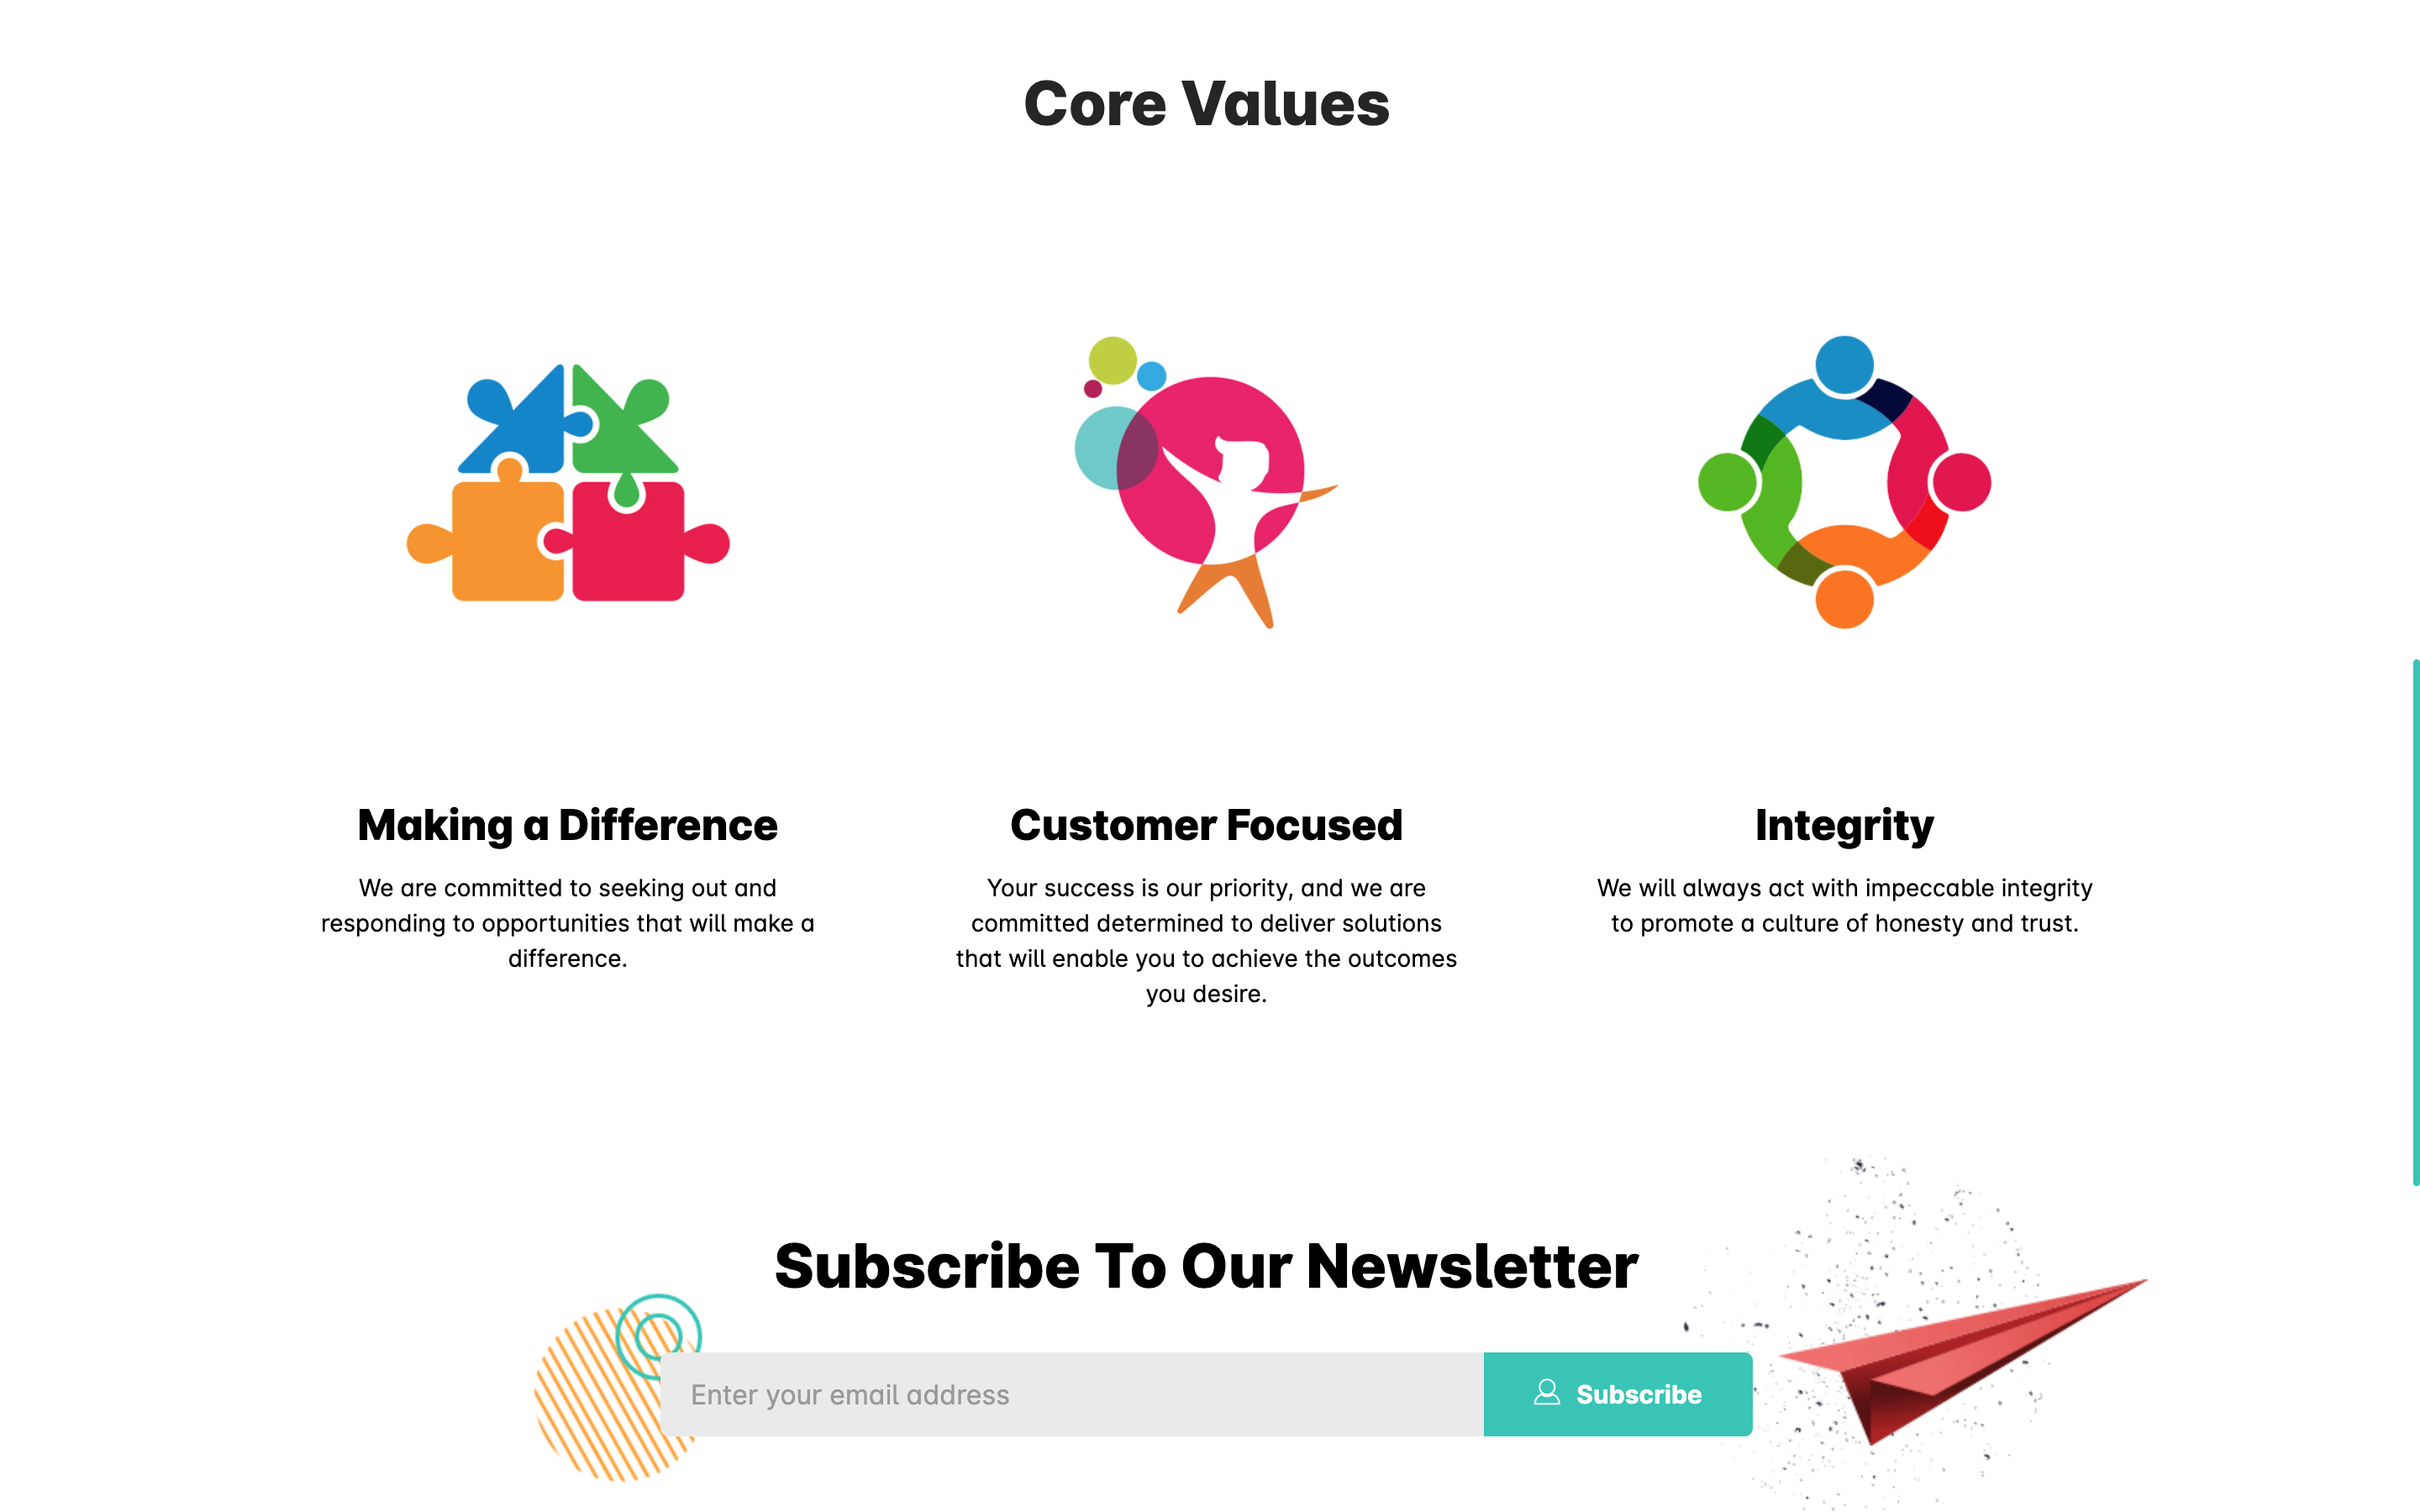 Core Values
Making a Difference
We are committed to seeking out and
responding to opportunities that will make a
difference.
Customer Focused
Your success is our priority, and we are
committed determined to deliver solutions
that will enable you to achieve the outcomes
you desire.
Integrity
We will always act with impeccable integrity
to promote a culture of honesty and trust.
Subscribe To Our Newsletter
Enter your email address
Subscribe